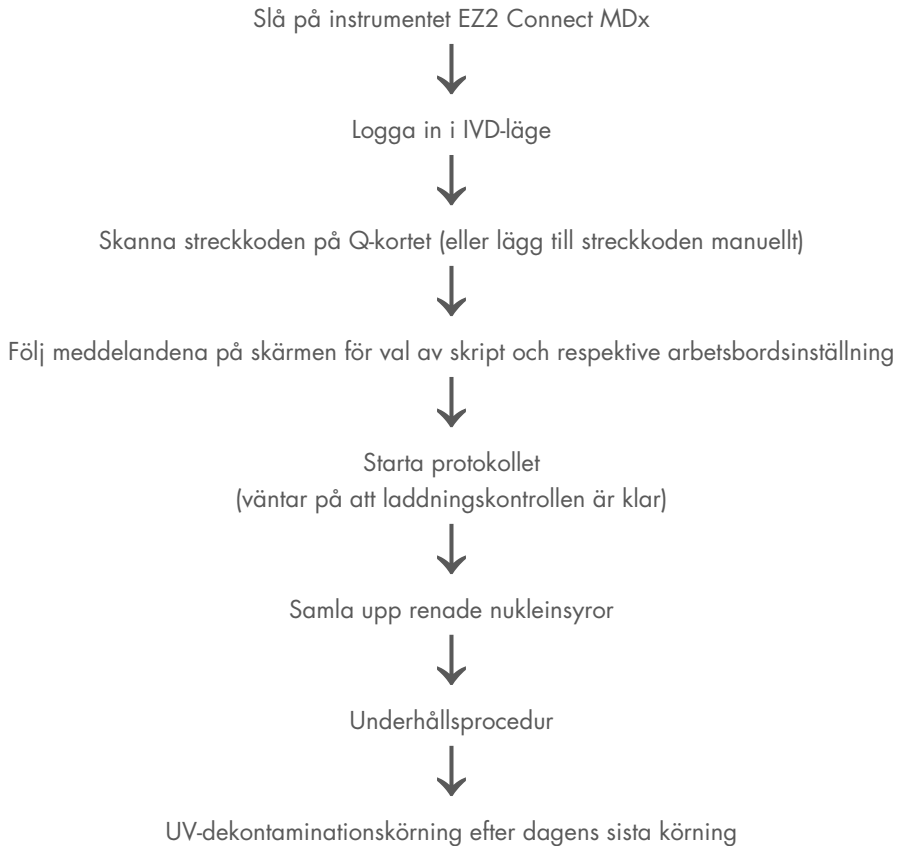 Slå på instrumentet EZ2 Connect MDx
Logga in i IVD-läge
Skanna streckkoden på Q-kortet (eller lägg till streckkoden manuellt)
Följ meddelandena på skärmen för val av skript och respektive arbetsbordsinställning
Starta protokollet
(väntar på att laddningskontrollen är klar)
Samla upp renade nukleinsyror
Underhållsprocedur
UV-dekontaminationskörning efter dagens sista körning